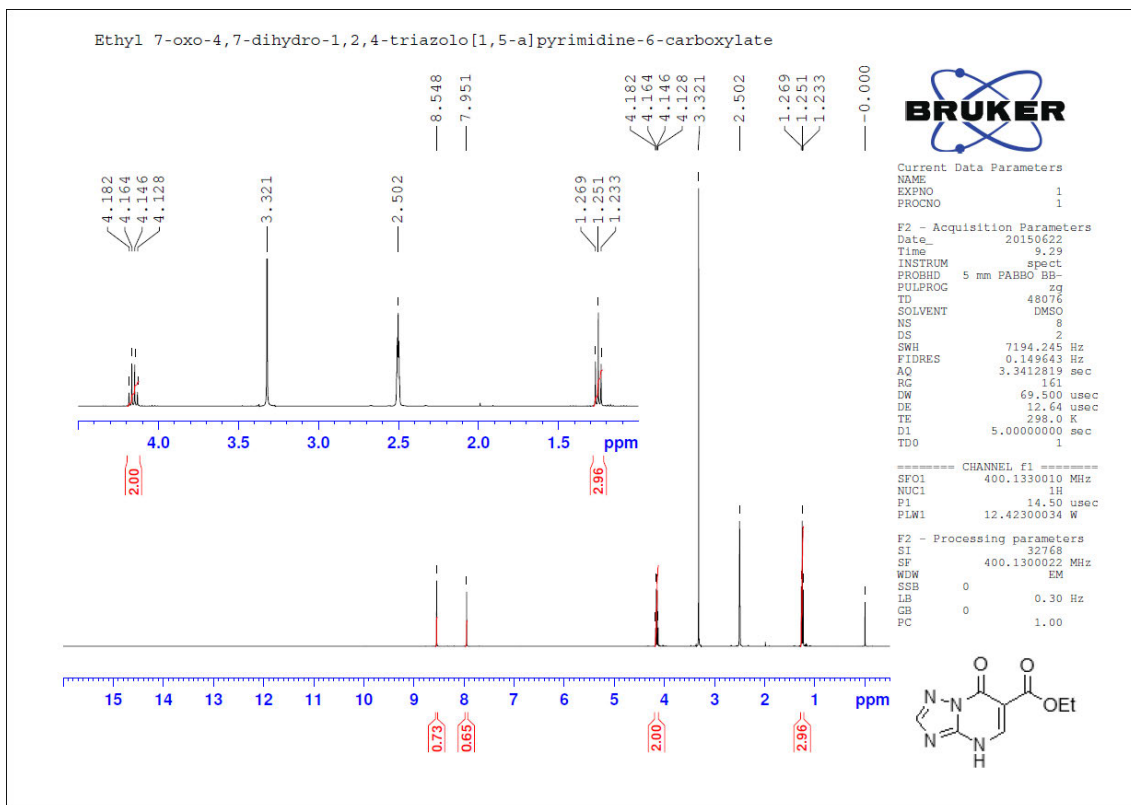 Ethyl 7-oxo-4,7-dihydro-1,2,4-triazolo[1,5-a]pyrimidine-6-carboxylate
8.548
7.951
4.182
4.164
4.146
4.128
3.321
2.502
1.269
1.251
1.233
-0.000
BRUKER
4.182
4.164
4.146
4.128
3.321
2.502
1.269
1.251
1.233
4.0 3.5 3.0 2.5 2.0 1.5 ppm
2.00 2.96
15 14 13 12 11 10 9 8 7 6 5 4 3 2 1 ppm
0.73 0.65 2.00 2.96
Current Data Parameters
NAME
EXPNO 1
PROCNO 1
F2 - Acquisition Parameters
Date_ 20150622
Time 9.29
INSTRUM spect
PROBHD 5 mm PABBO BB-
PULPROG zg
TD 48076
SOLVENT DMSO
NS 8
DS 2
SWH 7194.245 Hz
FIDRES 0.149643 Hz
AQ 3.3412819 sec
RG 161
DW 69.500 usec
DE 12.64 usec
TE 298.0 K
D1 5.00000000 sec
TD0 1
======== CHANNEL f1 ========
SFO1 400.1330010 MHz
NUC1 1H
P1 14.50 usec
PLW1 12.42300034 W
F2 - Processing parameters
SI 32768
SF 400.1300022 MHz
WDW EM
SSB 0
LB 0.30 Hz
GB 0
PC 1.00
O O
N N OEt
N N
H